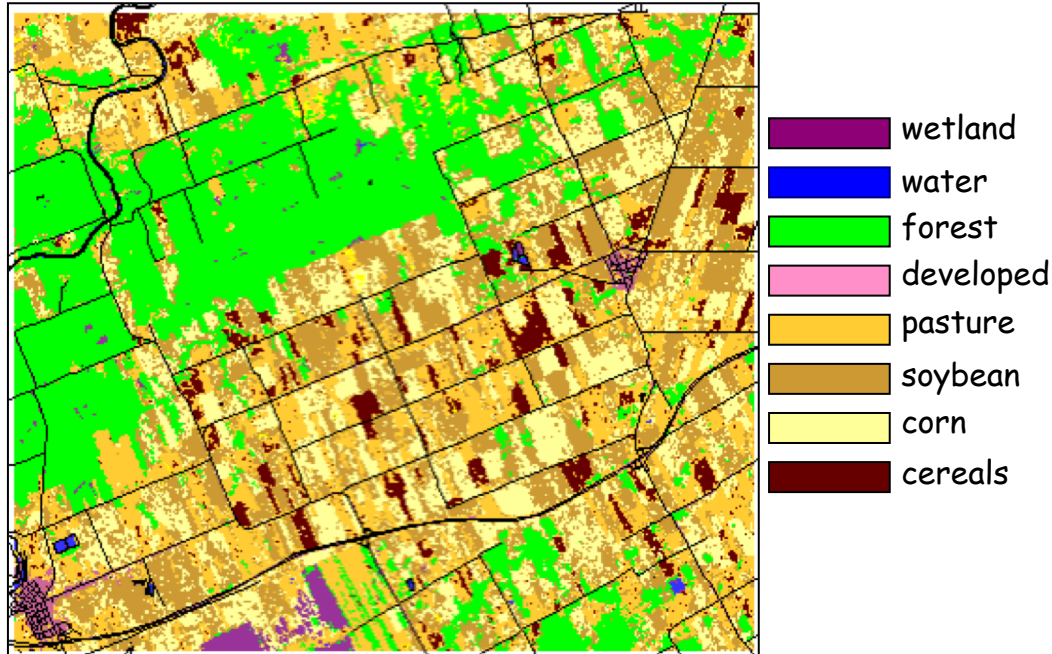 wetland
water
forest
developed
pasture
soybean
corn
cereals